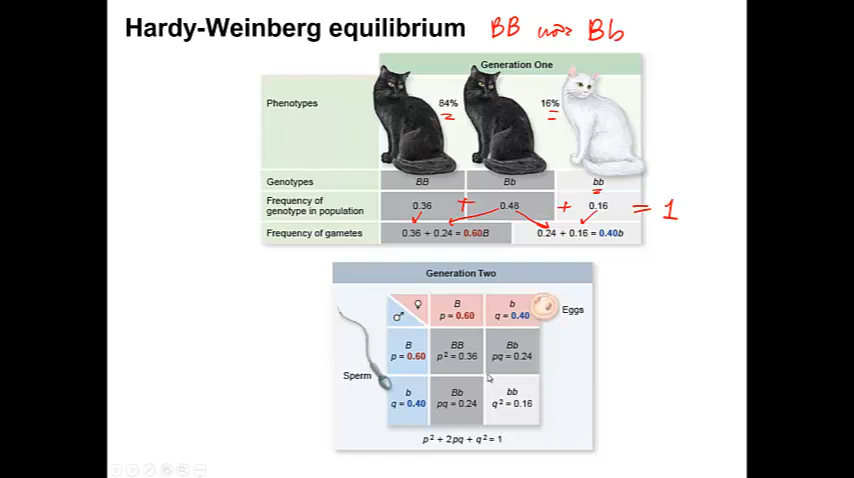 Hardy-Weinberg equilibrium BB Bb
Generation One
Phenotypes 84% 16%
Genotypes BB Bb bb
Frequency of
genotype in population 0.36 + 0.48 + 0.16 = 1
Frequency of gametes 0.36 + 0.24 = 0.60B 0.24 + 0.16 = 0.40b
Generation Two
♀ B b
♂ p = 0.60 q = 0.40 Eggs
B BB Bb
p = 0.60 p² = 0.36 pq = 0.24
Sperm
b Bb bb
q = 0.40 pq = 0.24 q² = 0.16
p² + 2pq + q² = 1